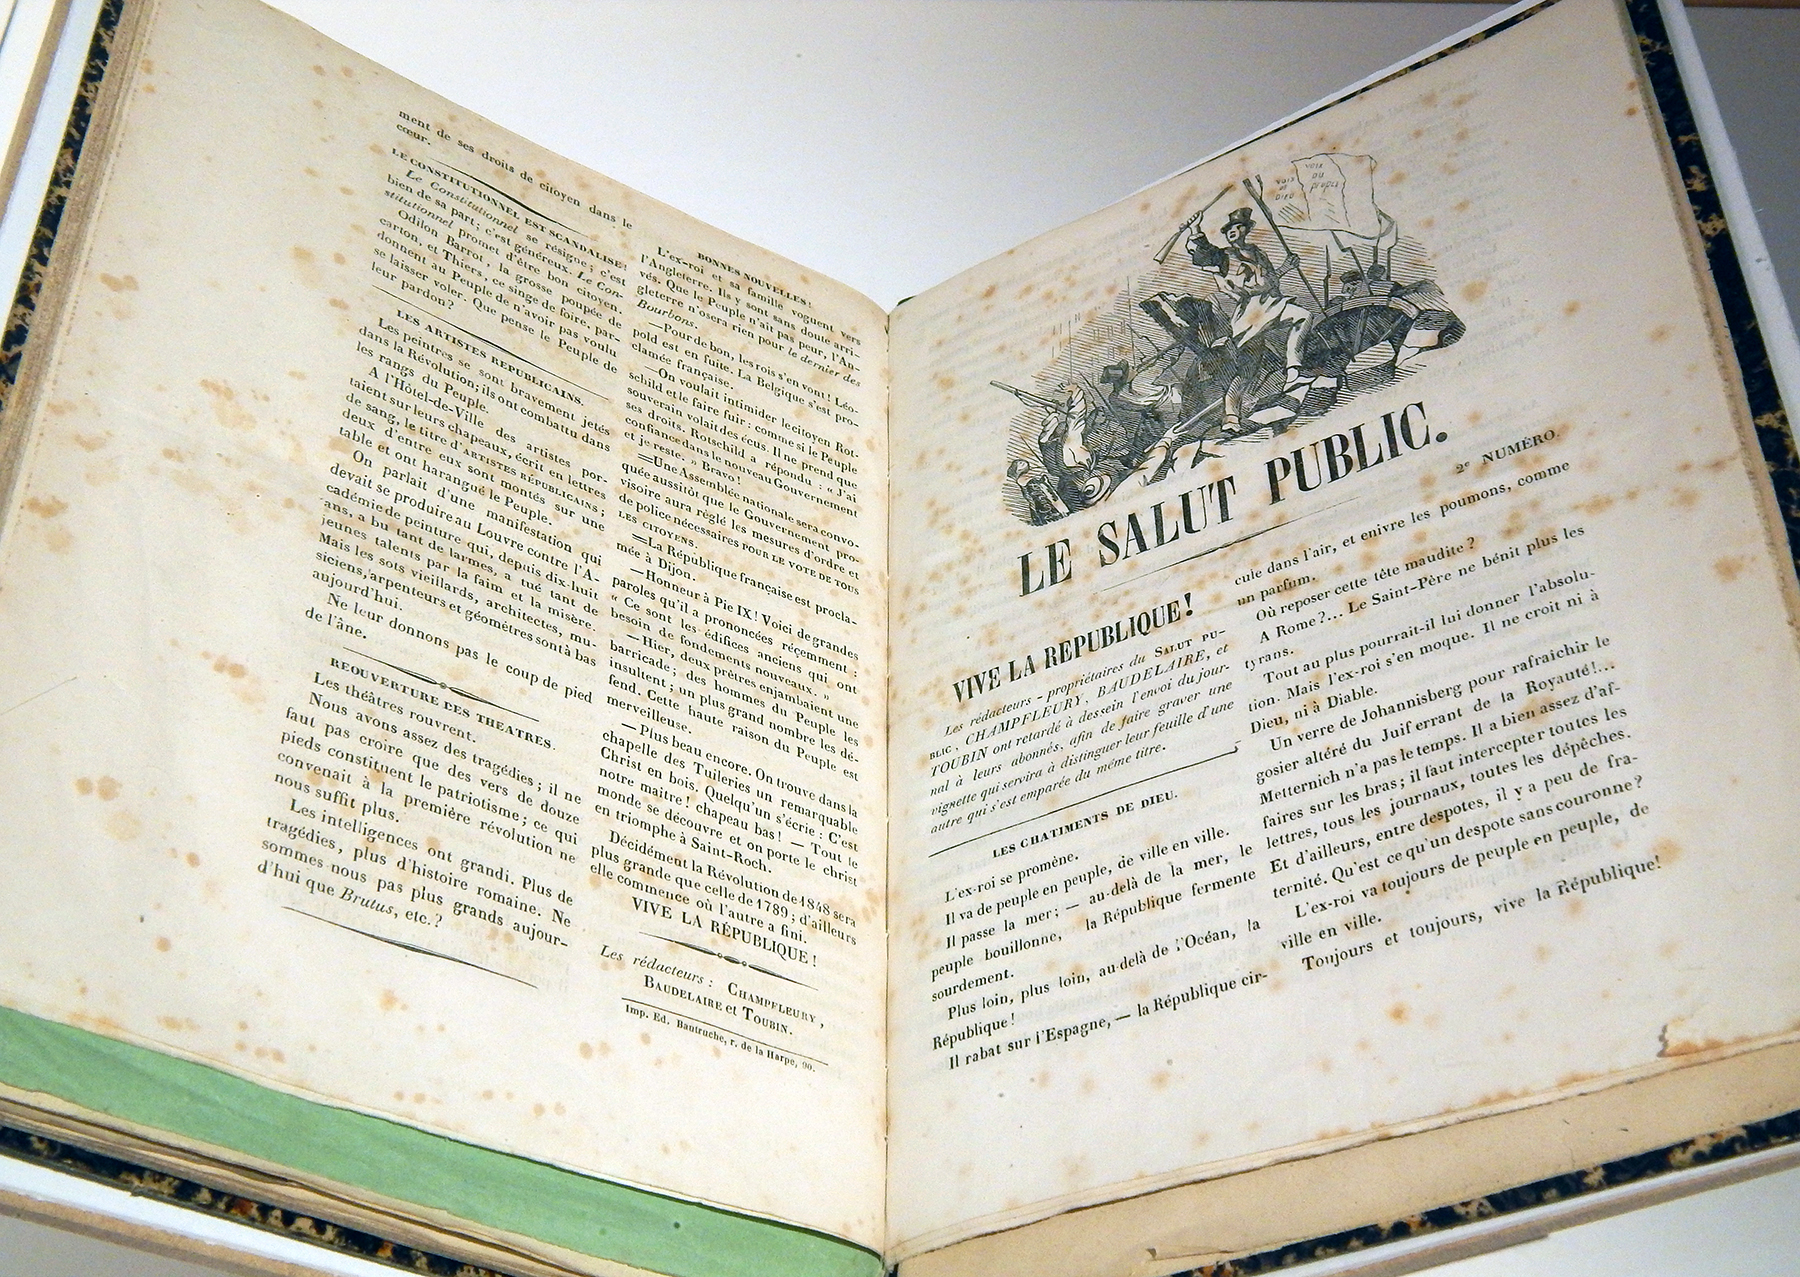 ment de ses droits de citoyen dans le
cœur.
LE CONSTITUTIONNEL EST SCANDALISÉ!
Le Constitutionnel se résigne; c'est
bien de sa part; c'est généreux. Le Con-
stitutionnel promet d'être bon citoyen.
Odilon Barrot, la grosse poupée de
carton, et Thiers, ce singe de foire, par-
donnent au Peuple de n'avoir pas voulu
se laisser voler. Que pense le Peuple de
leur pardon?
LES ARTISTES REPUBLICAINS.
Les peintres se sont bravement jetés
dans la Révolution; ils ont combattu dans
les rangs du Peuple.
A l'Hôtel-de-Ville des artistes por-
taient sur leurs chapeaux, écrit en lettres
de sang, le titre d'ARTISTES RÉPUBLICAINS;
deux d'entre eux sont montés sur une
table et ont harangué le Peuple.
On parlait d'une manifestation qui
devait se produire au Louvre contre l'A-
cadémie de peinture qui, depuis dix-huit
ans, a bu tant de larmes, a tué tant de
jeunes talents par la faim et la misère.
Mais les sots vieillards, architectes, mu-
siciens, arpenteurs et géomètres sont à bas
aujourd'hui.
Ne leur donnons pas le coup de pied
de l'âne.
REOUVERTURE DES THEATRES.
Les théâtres rouvrent.
Nous avons assez des tragédies; il ne
faut pas croire que des vers de douze
pieds constituent le patriotisme; ce qui
convenait à la première révolution ne
nous suffit plus.
Les intelligences ont grandi. Plus de
tragédies, plus d'histoire romaine. Ne
sommes-nous pas plus grands aujour-
d'hui que Brutus, etc.?
BONNES NOUVELLES!
L'ex-roi et sa famille voguent vers
l'Angleterre. Ils y sont sans doute arri-
vés. Que le Peuple n'ait pas peur, l'An-
gleterre n'osera rien pour le dernier des
Bourbons.
—Pour de bon, les rois s'en vont! Léo-
pold est en fuite. La Belgique s'est pro-
clamée française.
—On voulait intimider le citoyen Rot-
schild et le faire fuir: comme si le Peuple
souverain volait des écus. Il ne prend que
ses droits. Rotschild a répondu: « J'ai
confiance dans le nouveau Gouvernement
et je reste. » Bravo!
=Une Assemblée nationale sera convo-
quée aussitôt que le Gouvernement pro-
visoire aura réglé les mesures d'ordre et
de police nécessaires POUR LE VOTE DE TOUS
LES CITOYENS.
=La République française est procla-
mée à Dijon.
—Honneur à Pie IX! Voici de grandes
paroles qu'il a prononcées récemment:
« Ce sont les édifices anciens qui ont
besoin de fondements nouveaux. »
—Hier, deux prêtres enjambaient une
barricade; des hommes du Peuple les
insultent; un plus grand nombre les dé-
fend. Cette haute raison du Peuple est
merveilleuse.
—Plus beau encore. On trouve dans la
chapelle des Tuileries un remarquable
Christ en bois. Quelqu'un s'écrie: C'est
notre maître! chapeau bas! — Tout le
monde se découvre et on porte le christ
en triomphe à Saint-Roch.
Décidément la Révolution de 1848 sera
plus grande que celle de 1789; d'ailleurs
elle commence où l'autre a fini.
VIVE LA RÉPUBLIQUE!
Les rédacteurs: CHAMPFLEURY,
BAUDELAIRE et TOUBIN.
Imp. Ed. Bautruche, r. de la Harpe, 90.
VOIX
DU
PEUPLE
VOIX
DE
DIEU
LE SALUT PUBLIC.
2e NUMÉRO.
VIVE LA REPUBLIQUE!
Les rédacteurs-propriétaires du SALUT PU-
BLIC, CHAMPFLEURY, BAUDELAIRE, et
TOUBIN ont retardé à dessein l'envoi du jour-
nal à leurs abonnés, afin de faire graver une
vignette qui servira à distinguer leur feuille d'une
autre qui s'est emparée du même titre.
LES CHATIMENTS DE DIEU.
L'ex-roi se promène.
Il va de peuple en peuple, de ville en ville.
Il passe la mer; — au-delà de la mer, le
peuple bouillonne, la République fermente
sourdement.
Plus loin, plus loin, au-delà de l'Océan, la
République!
Il rabat sur l'Espagne, — la République cir-
cule dans l'air, et enivre les poumons, comme
un parfum.
Où reposer cette tête maudite?
A Rome?... Le Saint-Père ne bénit plus les
tyrans.
Tout au plus pourrait-il lui donner l'absolu-
tion. Mais l'ex-roi s'en moque. Il ne croit ni à
Dieu, ni à Diable.
Un verre de Johannisberg pour rafraichir le
gosier altéré du Juif errant de la Royauté!...
Metternich n'a pas le temps. Il a bien assez d'af-
faires sur les bras; il faut intercepter toutes les
lettres, tous les journaux, toutes les dépêches.
Et d'ailleurs, entre despotes, il y a peu de fra-
ternité. Qu'est ce qu'un despote sans couronne?
L'ex-roi va toujours de peuple en peuple, de
ville en ville.
Toujours et toujours, vive la République!